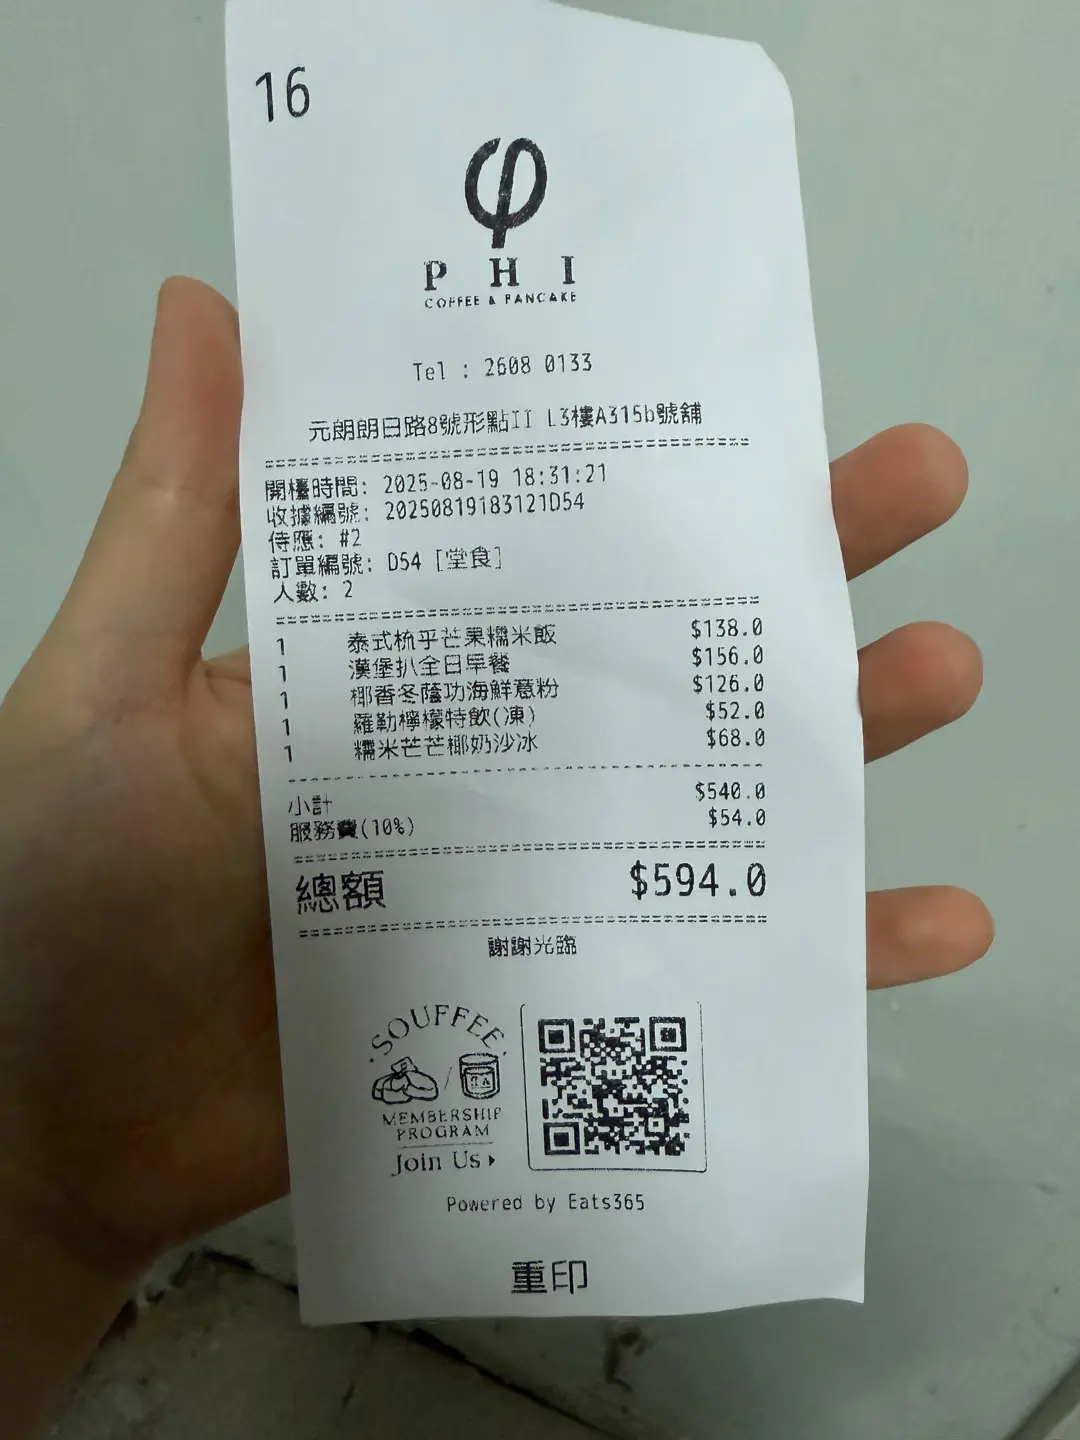 16
PHI
COFFEE & PANCAKE
Tel : 2608 0133
元朗朗日路8號形點II L3樓A315b號舖
開檯時間: 2025-08-19 18:31:21
收據編號: 20250819183121D54
侍應: #2
訂單編號: D54 [堂食]
人數: 2
1 泰式梳乎芒果糯米飯 $138.0
1 漢堡扒全日早餐 $156.0
1 椰香冬蔭功海鮮薏粉 $126.0
1 羅勒檸檬特飲(凍) $52.0
1 糯米芒芒椰奶沙冰 $68.0
小計 $540.0
服務費(10%) $54.0
總額 $594.0
謝謝光臨
SOUFFEE
MEMBERSHIP
PROGRAM
Join Us
Powered by Eats365
重印